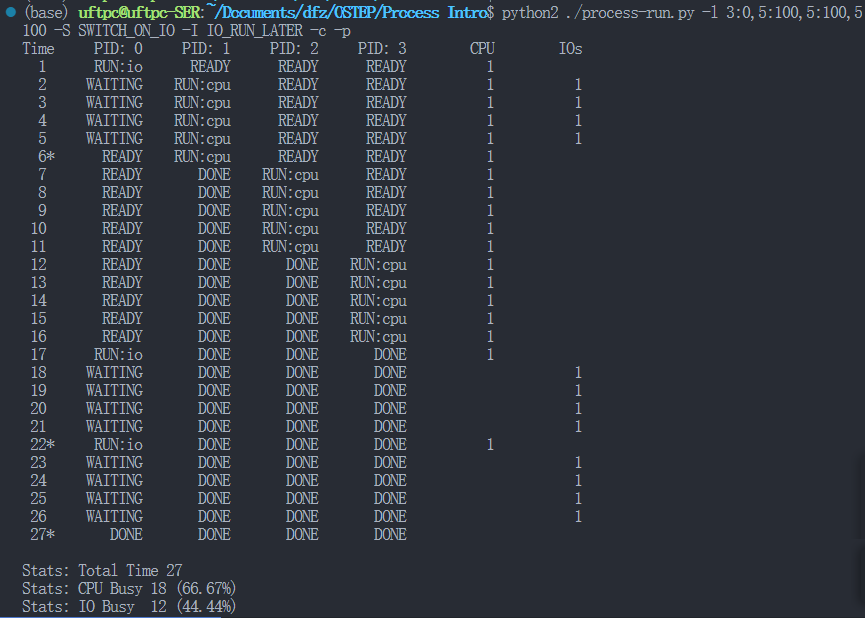 (base) uftpc@uftpc-SER:~/Documents/dfz/OSTEP/Process Intro$ python2 ./process-run.py -l 3:0,5:100,5:100,5
100 -S SWITCH_ON_IO -I IO_RUN_LATER -c -p
Time PID: 0 PID: 1 PID: 2 PID: 3 CPU IOs
1 RUN:io READY READY READY 1
2 WAITING RUN:cpu READY READY 1 1
3 WAITING RUN:cpu READY READY 1 1
4 WAITING RUN:cpu READY READY 1 1
5 WAITING RUN:cpu READY READY 1 1
6* READY RUN:cpu READY READY 1
7 READY DONE RUN:cpu READY 1
8 READY DONE RUN:cpu READY 1
9 READY DONE RUN:cpu READY 1
10 READY DONE RUN:cpu READY 1
11 READY DONE RUN:cpu READY 1
12 READY DONE DONE RUN:cpu 1
13 READY DONE DONE RUN:cpu 1
14 READY DONE DONE RUN:cpu 1
15 READY DONE DONE RUN:cpu 1
16 READY DONE DONE RUN:cpu 1
17 RUN:io DONE DONE DONE 1
18 WAITING DONE DONE DONE 1
19 WAITING DONE DONE DONE 1
20 WAITING DONE DONE DONE 1
21 WAITING DONE DONE DONE 1
22* RUN:io DONE DONE DONE 1
23 WAITING DONE DONE DONE 1
24 WAITING DONE DONE DONE 1
25 WAITING DONE DONE DONE 1
26 WAITING DONE DONE DONE 1
27* DONE DONE DONE DONE
Stats: Total Time 27
Stats: CPU Busy 18 (66.67%)
Stats: IO Busy 12 (44.44%)